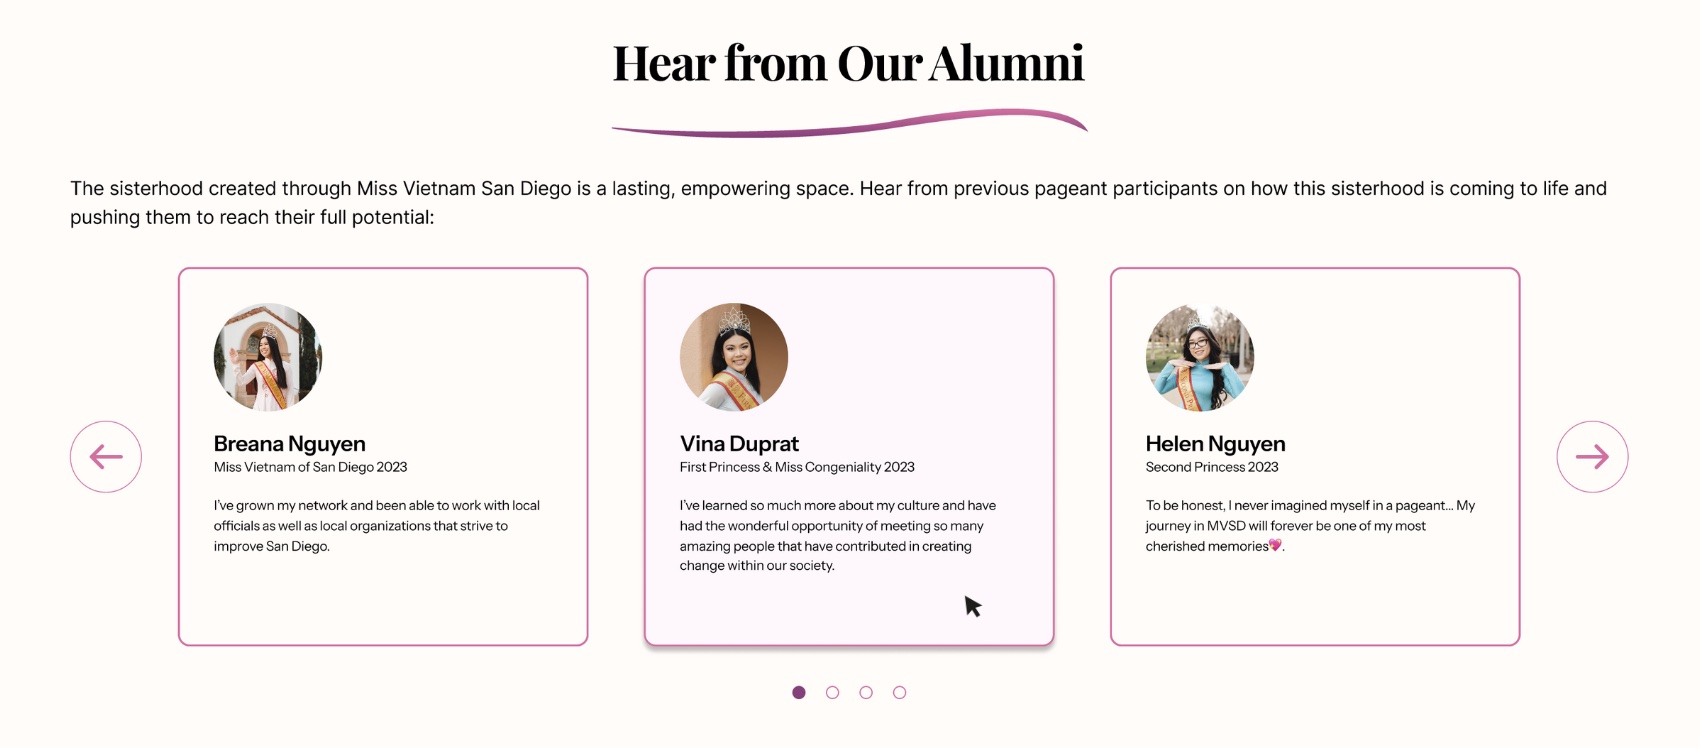 Hear from Our Alumni
The sisterhood created through Miss Vietnam San Diego is a lasting, empowering space. Hear from previous pageant participants on how this sisterhood is coming to life and
pushing them to reach their full potential:
Breana Nguyen
Miss Vietnam of San Diego 2023
I've grown my network and been able to work with local
officials as well as local organizations that strive to
improve San Diego.
Vina Duprat
First Princess & Miss Congeniality 2023
I've learned so much more about my culture and have
had the wonderful opportunity of meeting so many
amazing people that have contributed in creating
change within our society.
Helen Nguyen
Second Princess 2023
To be honest, I never imagined myself in a pageant... My
journey in MVSD will forever be one of my most
cherished memories💖.